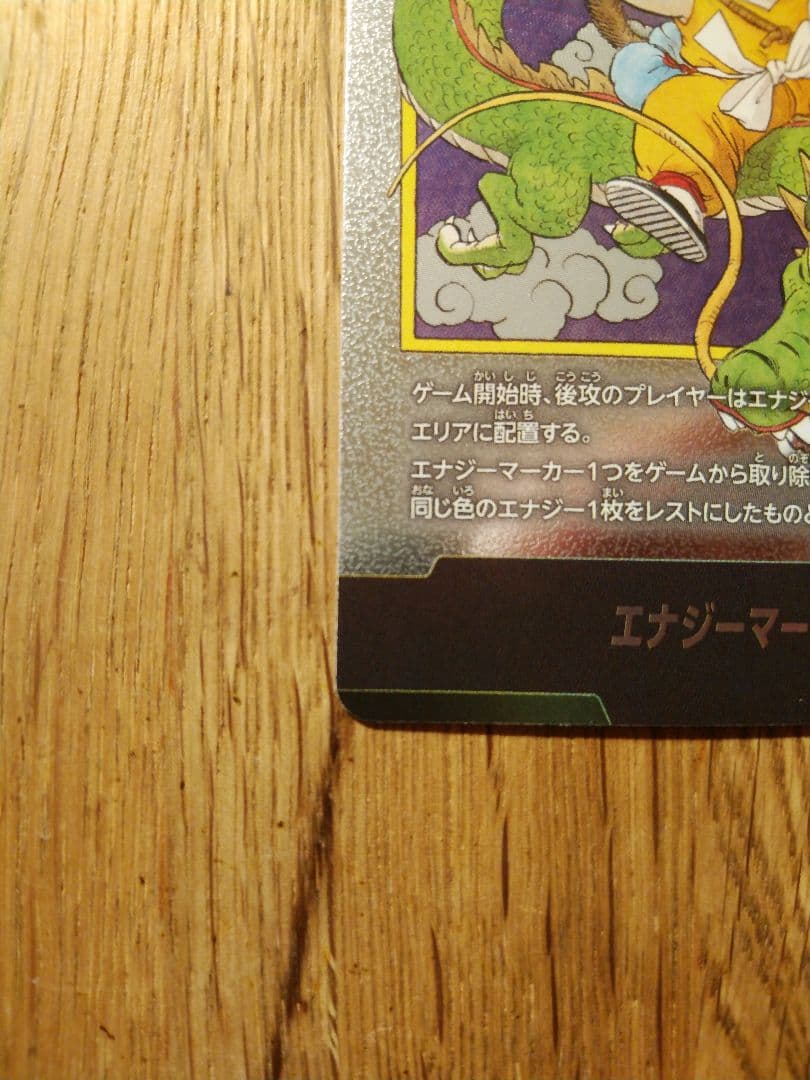 ゲーム開始時、後攻のプレイヤーはエナジ
エリアに配置する。
エナジーマーカー1つをゲームから取り除
同じ色のエナジー1枚をレストにしたものと
エナジーマー